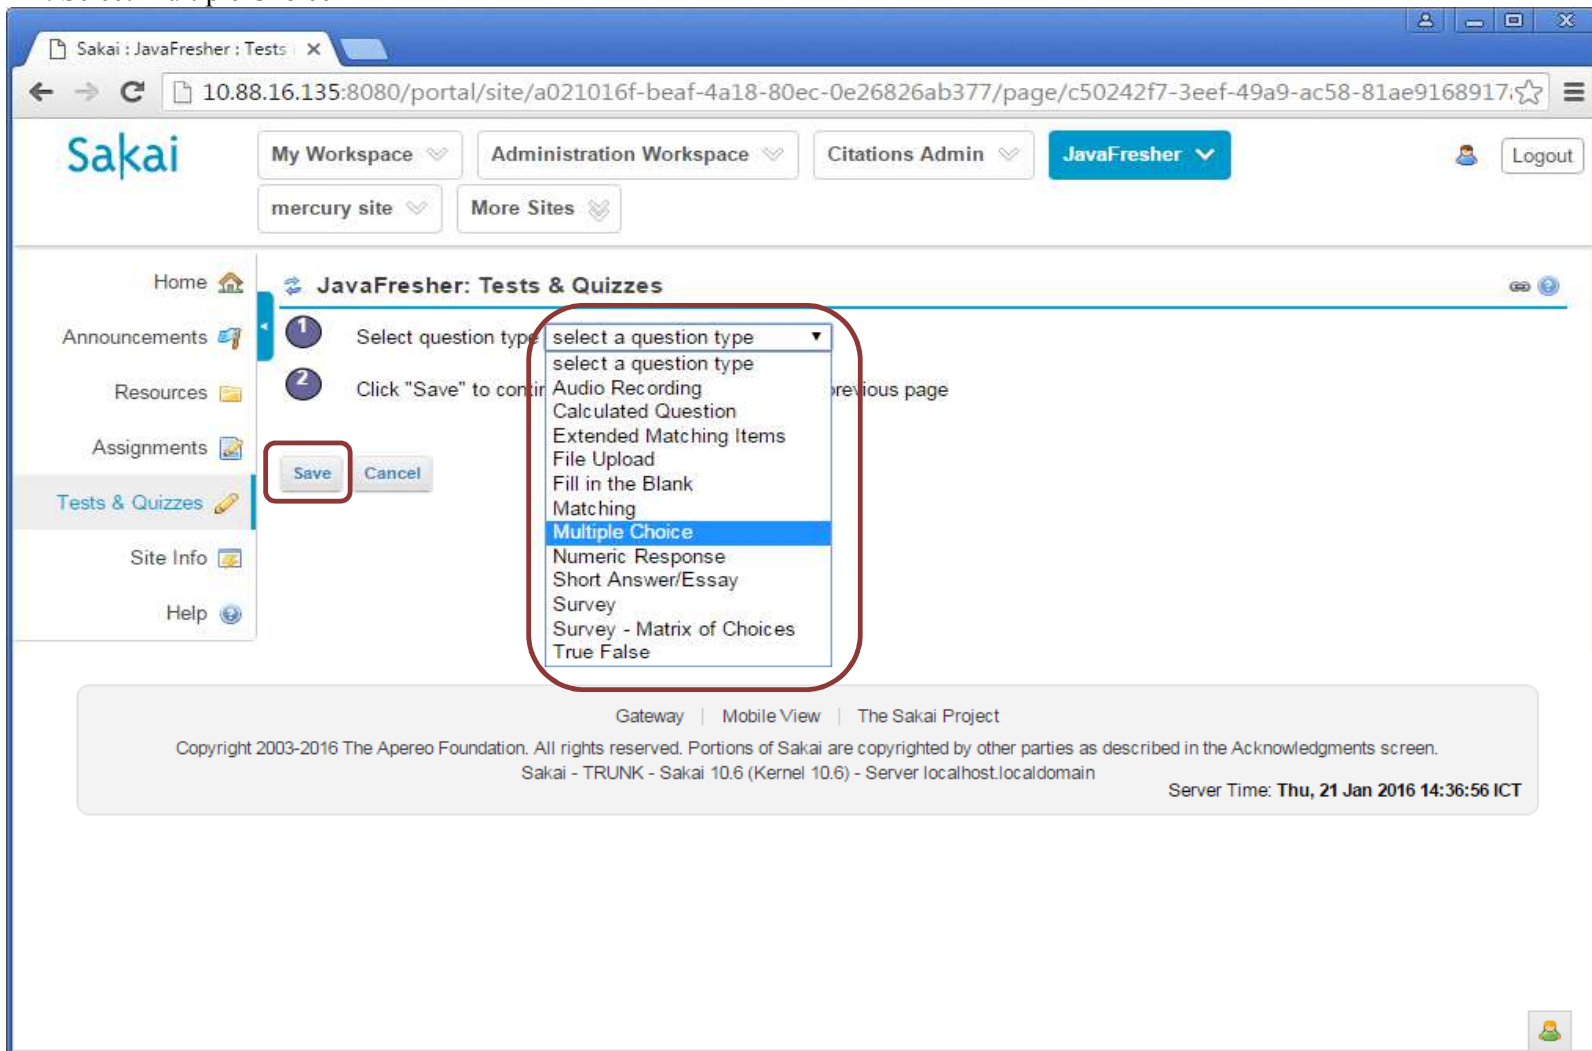 Sakai : JavaFresher : Tests
10.88.16.135:8080/portal/site/a021016f-beaf-4a18-80ec-0e26826ab377/page/c50242f7-3eef-49a9-ac58-81ae9168917
Sakai
My Workspace
Administration Workspace
Citations Admin
JavaFresher
Logout
mercury site
More Sites
Home
Announcements
Resources
Assignments
Tests & Quizzes
Site Info
Help
JavaFresher: Tests & Quizzes
1 Select question type select a question type
2 Click "Save" to contin previous page
select a question type
Audio Recording
Calculated Question
Extended Matching Items
File Upload
Fill in the Blank
Matching
Multiple Choice
Numeric Response
Short Answer/Essay
Survey
Survey - Matrix of Choices
True False
Save Cancel
Gateway | Mobile View | The Sakai Project
Copyright 2003-2016 The Apereo Foundation. All rights reserved. Portions of Sakai are copyrighted by other parties as described in the Acknowledgments screen.
Sakai - TRUNK - Sakai 10.6 (Kernel 10.6) - Server localhost.localdomain
Server Time: Thu, 21 Jan 2016 14:36:56 ICT